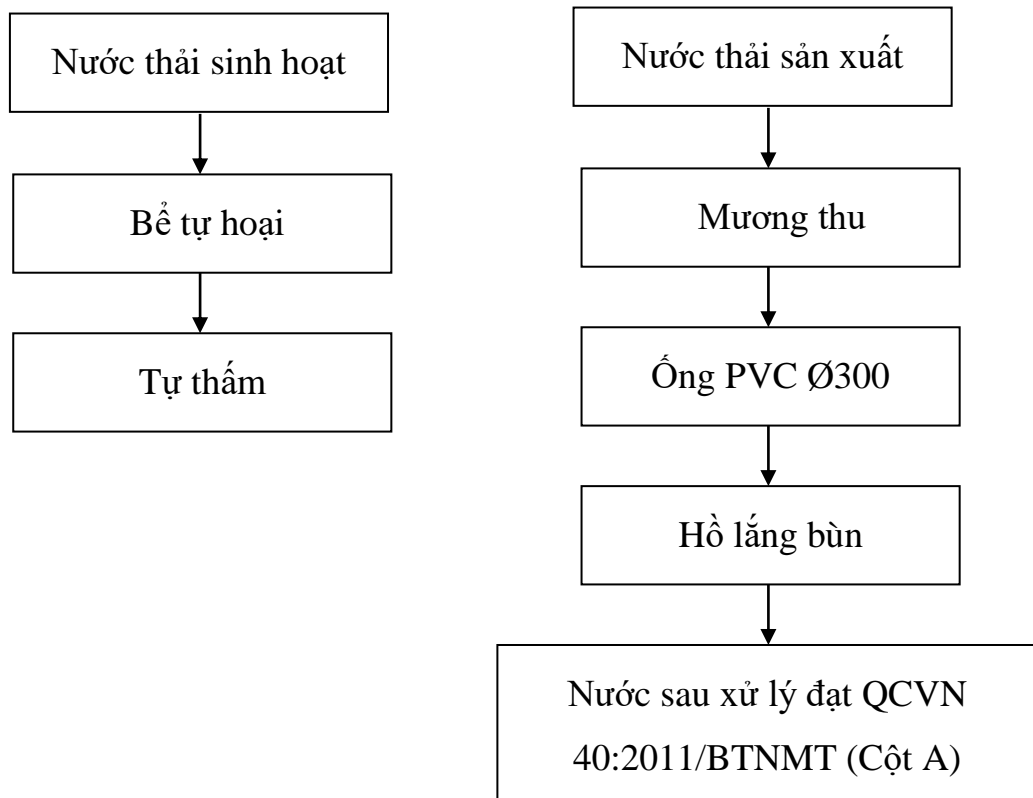 Nước thải sinh hoạt
Bể tự hoại
Tự thấm
Nước thải sản xuất
Mương thu
Ống PVC Ø300
Hồ lắng bùn
Nước sau xử lý đạt QCVN
40:2011/BTNMT (Cột A)